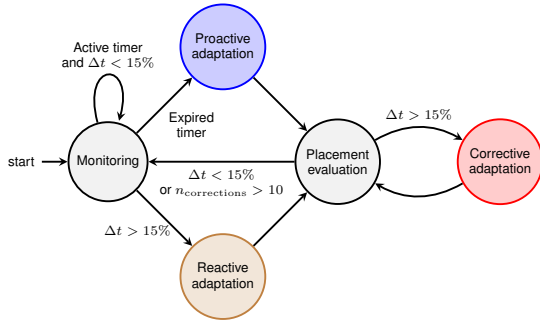 Active timer
and Δt < 15%
Proactive
adaptation
Expired
timer
start
Monitoring
Δt < 15%
or n_corrections > 10
Placement
evaluation
Δt > 15%
Corrective
adaptation
Δt > 15%
Reactive
adaptation